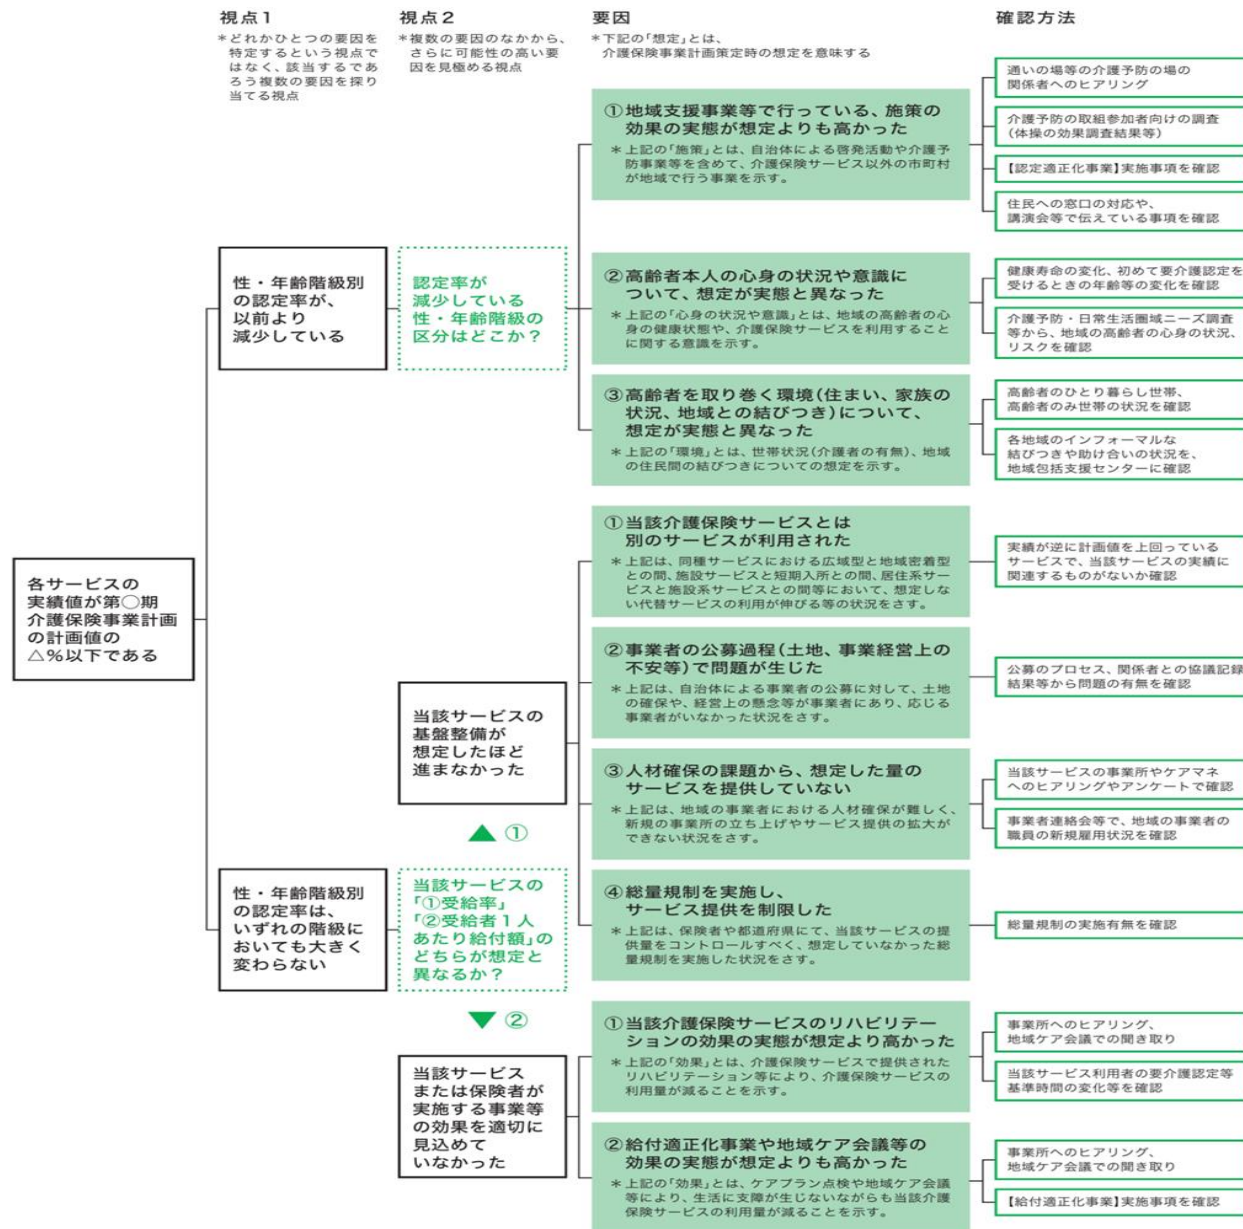 視点1
＊どれかひとつの要因を
特定するという視点で
はなく、該当するであ
ろう複数の要因を探り
当てる視点
視点2
＊複数の要因のなかから、
さらに可能性の高い要
因を見極める視点
要因
＊下記の「想定」とは、
介護保険事業計画策定時の想定を意味する
確認方法
各サービスの
実績値が第○期
介護保険事業計画
の計画値の
△％以下である
性・年齢階級別
の認定率が、
以前より
減少している
認定率が
減少している
性・年齢階級の
区分はどこか？
①地域支援事業等で行っている、施策の
効果の実態が想定よりも高かった
＊上記の「施策」とは、自治体による啓発活動や介護予
防事業等を含めて、介護保険サービス以外の市町村
が地域で行う事業を示す。
通いの場等の介護予防の場の
関係者へのヒアリング
介護予防の取組参加者向けの調査
（体操の効果調査結果等）
【認定適正化事業】実施事項を確認
住民への窓口の対応や、
講演会等で伝えている事項を確認
②高齢者本人の心身の状況や意識に
ついて、想定が実態と異なった
＊上記の「心身の状況や意識」とは、地域の高齢者の心
身の健康状態や、介護保険サービスを利用すること
に関する意識を示す。
健康寿命の変化、初めて要介護認定を
受けるときの年齢等の変化を確認
介護予防・日常生活圏域ニーズ調査
等から、地域の高齢者の心身の状況、
リスクを確認
③高齢者を取り巻く環境（住まい、家族の
状況、地域との結びつき）について、
想定が実態と異なった
＊上記の「環境」とは、世帯状況（介護者の有無）、地域
の住民間の結びつきについての想定を示す。
高齢者のひとり暮らし世帯、
高齢者のみ世帯の状況を確認
各地域のインフォーマルな
結びつきや助け合いの状況を、
地域包括支援センターに確認
性・年齢階級別
の認定率は、
いずれの階級に
おいても大きく
変わらない
当該サービスの
「①受給率」
「②受給者1人
あたり給付額」の
どちらが想定と
異なるか？
▲ ①
当該サービスの
基盤整備が
想定したほど
進まなかった
①当該介護保険サービスとは
別のサービスが利用された
＊上記は、同種サービスにおける広域型と地域密着型
との間、施設サービスと短期入所との間、居住系サー
ビスと施設系サービスとの間等において、想定しな
い代替サービスの利用が伸びる等の状況をさす。
実績が逆に計画値を上回っている
サービスで、当該サービスの実績に
関連するものがないか確認
②事業者の公募過程（土地、事業経営上の
不安等）で問題が生じた
＊上記は、自治体による事業者の公募に対して、土地
の確保や、経営上の懸念等が事業者にあり、応じる
事業者がいなかった状況をさす。
公募のプロセス、関係者との協議記録
結果等から問題の有無を確認
③人材確保の課題から、想定した量の
サービスを提供していない
＊上記は、地域の事業者における人材確保が難しく、
新規の事業所の立ち上げやサービス提供の拡大が
できない状況をさす。
当該サービスの事業所やケアマネ
へのヒアリングやアンケートで確認
事業者連絡会等で、地域の事業者の
職員の新規雇用状況を確認
④総量規制を実施し、
サービス提供を制限した
＊上記は、保険者や都道府県にて、当該サービスの提
供量をコントロールすべく、想定していなかった総
量規制を実施した状況をさす。
総量規制の実施有無を確認
▼ ②
当該サービス
または保険者が
実施する事業等
の効果を適切に
見込めて
いなかった
①当該介護保険サービスのリハビリテー
ションの効果の実態が想定より高かった
＊上記の「効果」とは、介護保険サービスで提供された
リハビリテーション等により、介護保険サービスの
利用量が減ることを示す。
事業所へのヒアリング、
地域ケア会議での聞き取り
当該サービス利用者の要介護認定等
基準時間の変化等を確認
②給付適正化事業や地域ケア会議等の
効果の実態が想定よりも高かった
＊上記の「効果」とは、ケアプラン点検や地域ケア会議
等により、生活に支障が生じないながらも当該介護
保険サービスの利用量が減ることを示す。
事業所へのヒアリング、
地域ケア会議での聞き取り
【給付適正化事業】実施事項を確認